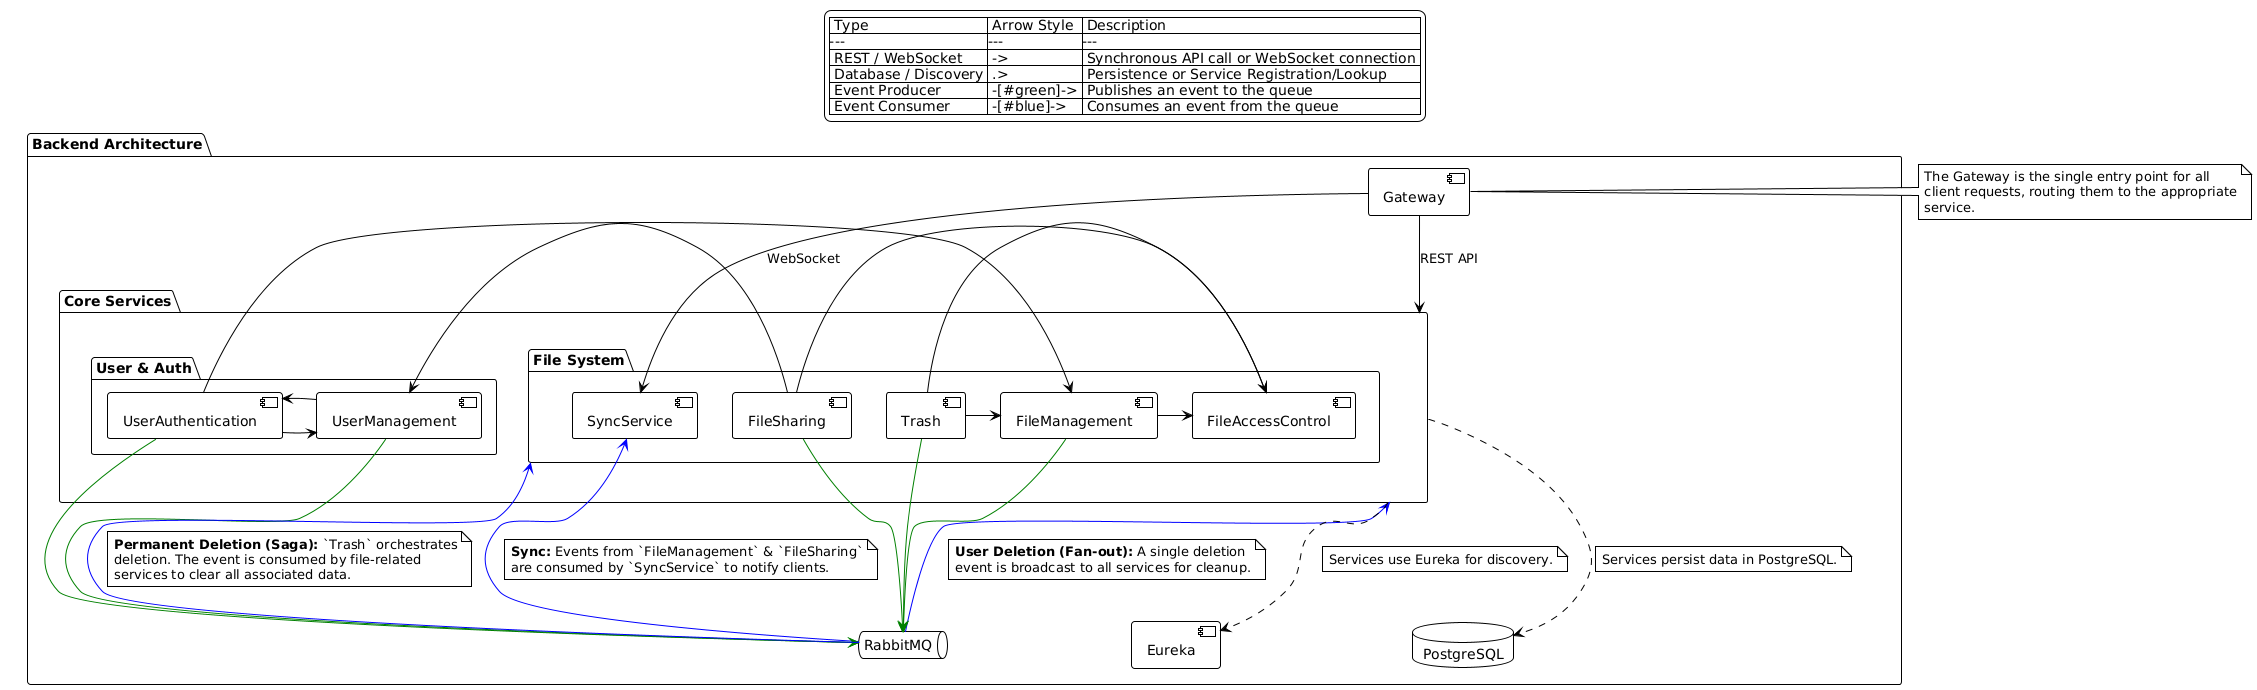 Type Arrow Style Description
--- --- ---
REST / WebSocket -> Synchronous API call or WebSocket connection
Database / Discovery .> Persistence or Service Registration/Lookup
Event Producer -[#green]-> Publishes an event to the queue
Event Consumer -[#blue]-> Consumes an event from the queue
Backend Architecture
Gateway
The Gateway is the single entry point for all
client requests, routing them to the appropriate
service.
WebSocket
REST API
Core Services
User & Auth
File System
UserAuthentication
UserManagement
SyncService
FileSharing
Trash
FileManagement
FileAccessControl
Permanent Deletion (Saga): `Trash` orchestrates
deletion. The event is consumed by file-related
services to clear all associated data.
Sync: Events from `FileManagement` & `FileSharing`
are consumed by `SyncService` to notify clients.
User Deletion (Fan-out): A single deletion
event is broadcast to all services for cleanup.
Services use Eureka for discovery.
Services persist data in PostgreSQL.
RabbitMQ
Eureka
PostgreSQL